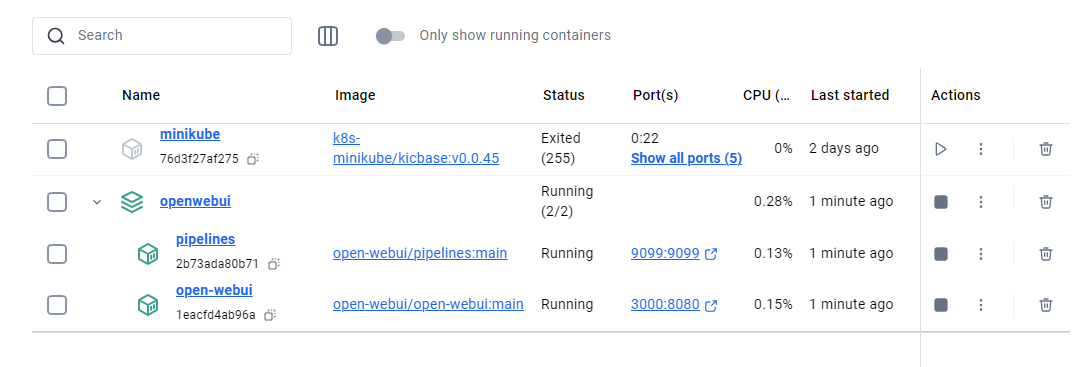 Search
Only show running containers
Name Image Status Port(s) CPU (... Last started Actions
minikube
76d3f27af275
k8s-
minikube/kicbase:v0.0.45
Exited
(255)
0:22
Show all ports (5)
0%
2 days ago
openwebui
Running
(2/2)
0.28%
1 minute ago
pipelines
2b73ada80b71
open-webui/pipelines:main
Running
9099:9099
0.13%
1 minute ago
open-webui
1eacfd4ab96a
open-webui/open-webui:main
Running
3000:8080
0.15%
1 minute ago